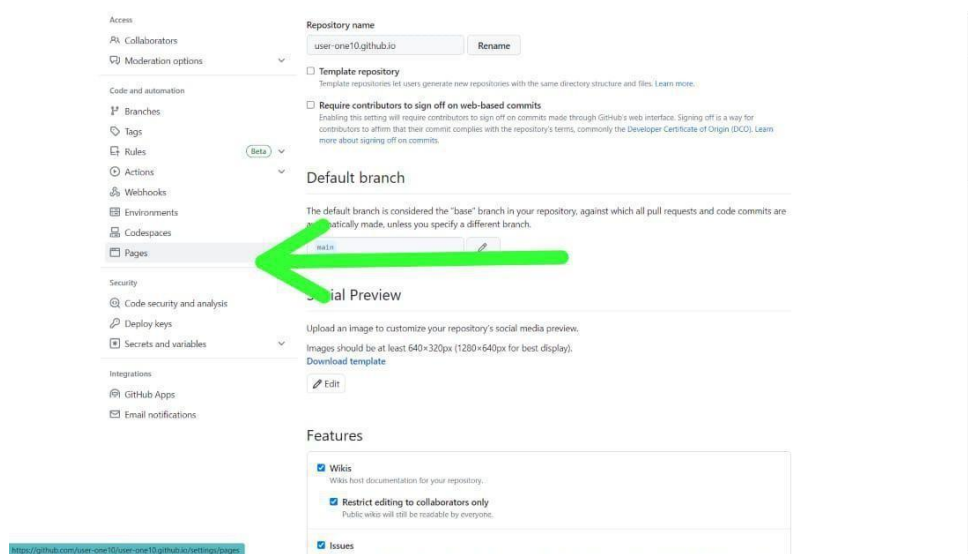 Access
Collaborators
Moderation options
Code and automation
Branches
Tags
Rules Beta
Actions
Webhooks
Environments
Codespaces
Pages
Security
Code security and analysis
Deploy keys
Secrets and variables
Integrations
GitHub Apps
Email notifications
Repository name
user-one10.github.io Rename
Template repository
Template repositories let users generate new repositories with the same directory structure and files. Learn more.
Require contributors to sign off on web-based commits
Enabling this setting will require contributors to sign off on commits made through GitHub's web interface. Signing off is a way for
contributors to affirm that their commit complies with the repository's terms, commonly the Developer Certificate of Origin (DCO). Learn
more about signing off on commits.
Default branch
The default branch is considered the "base" branch in your repository, against which all pull requests and code commits are
automatically made, unless you specify a different branch.
main
Social Preview
Upload an image to customize your repository's social media preview.
Images should be at least 640×320px (1280×640px for best display).
Download template
Edit
Features
Wikis
Wikis host documentation for your repository.
Restrict editing to collaborators only
Public wikis will still be readable by everyone.
Issues
https://github.com/user-one10/user-one10.github.io/settings/pages